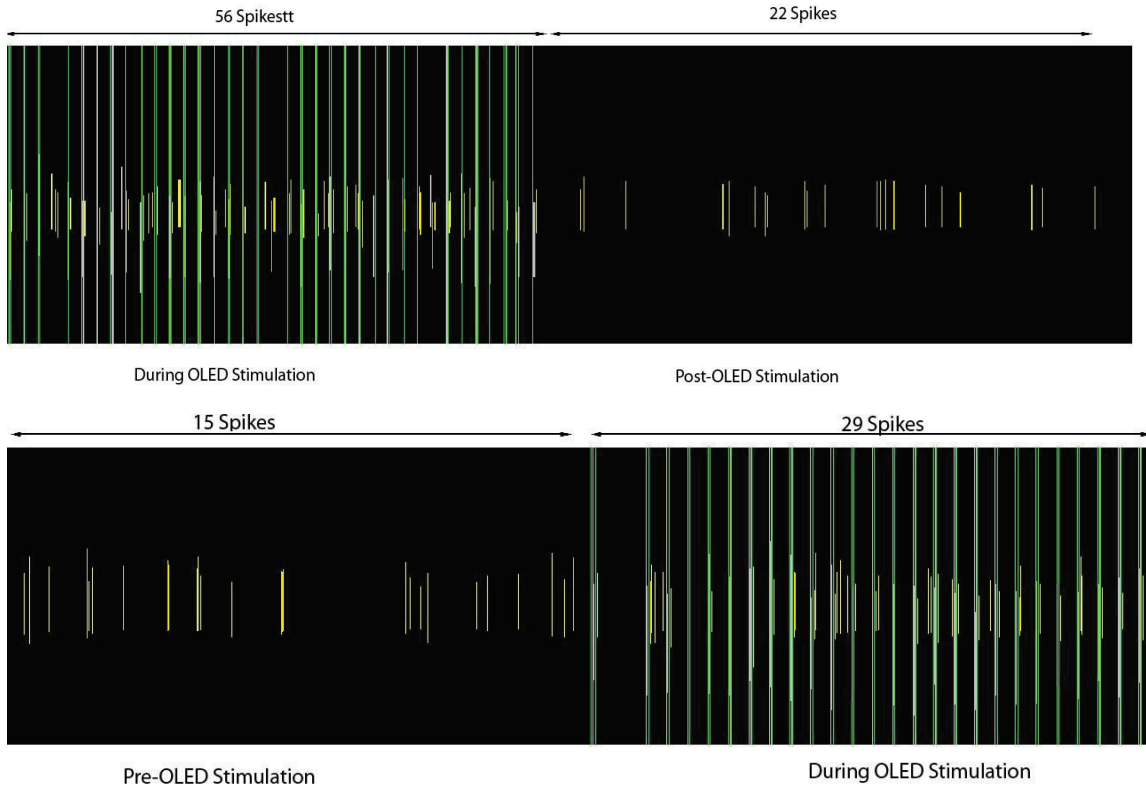 56 Spikestt
22 Spikes
During OLED Stimulation
Post-OLED Stimulation
15 Spikes
29 Spikes
Pre-OLED Stimulation
During OLED Stimulation